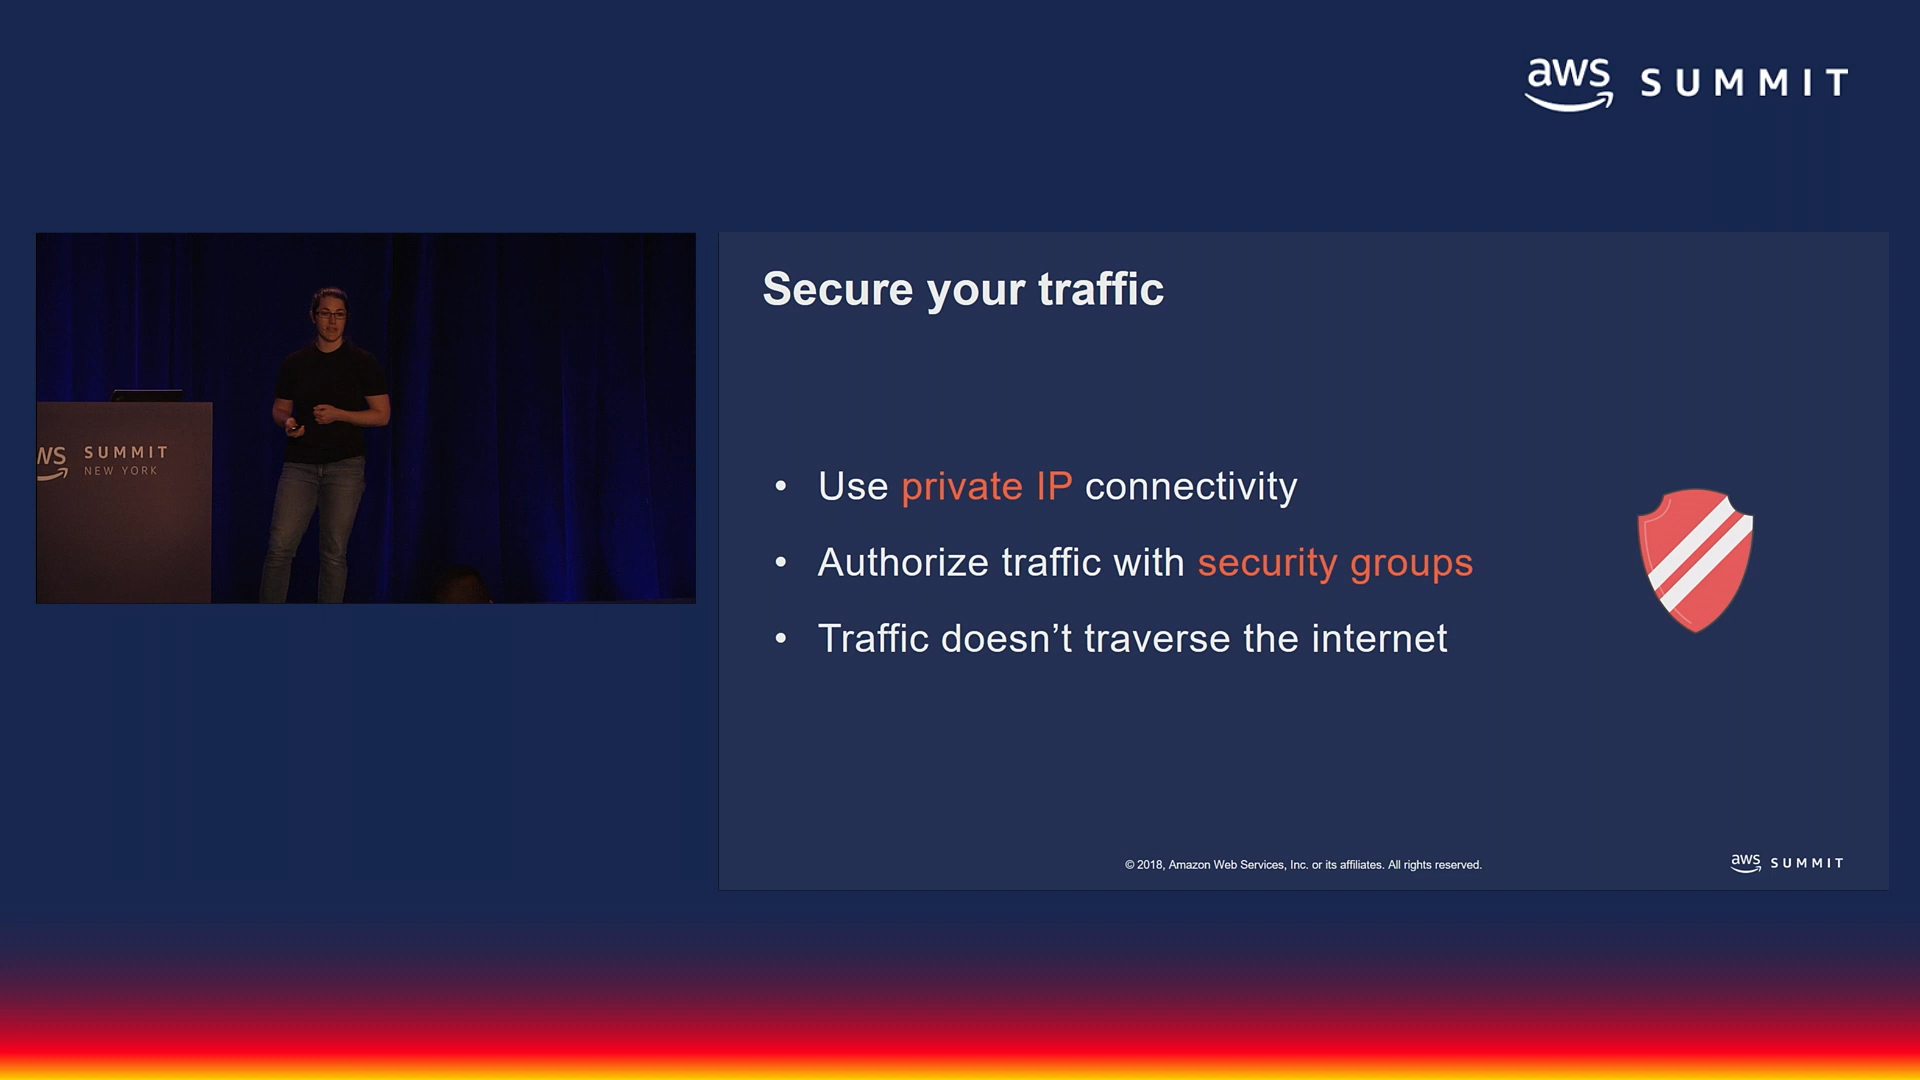 aws SUMMIT
WS SUMMIT
NEW YORK
Secure your traffic
• Use private IP connectivity
• Authorize traffic with security groups
• Traffic doesn’t traverse the internet
© 2018, Amazon Web Services, Inc. or its affiliates. All rights reserved.
aws SUMMIT